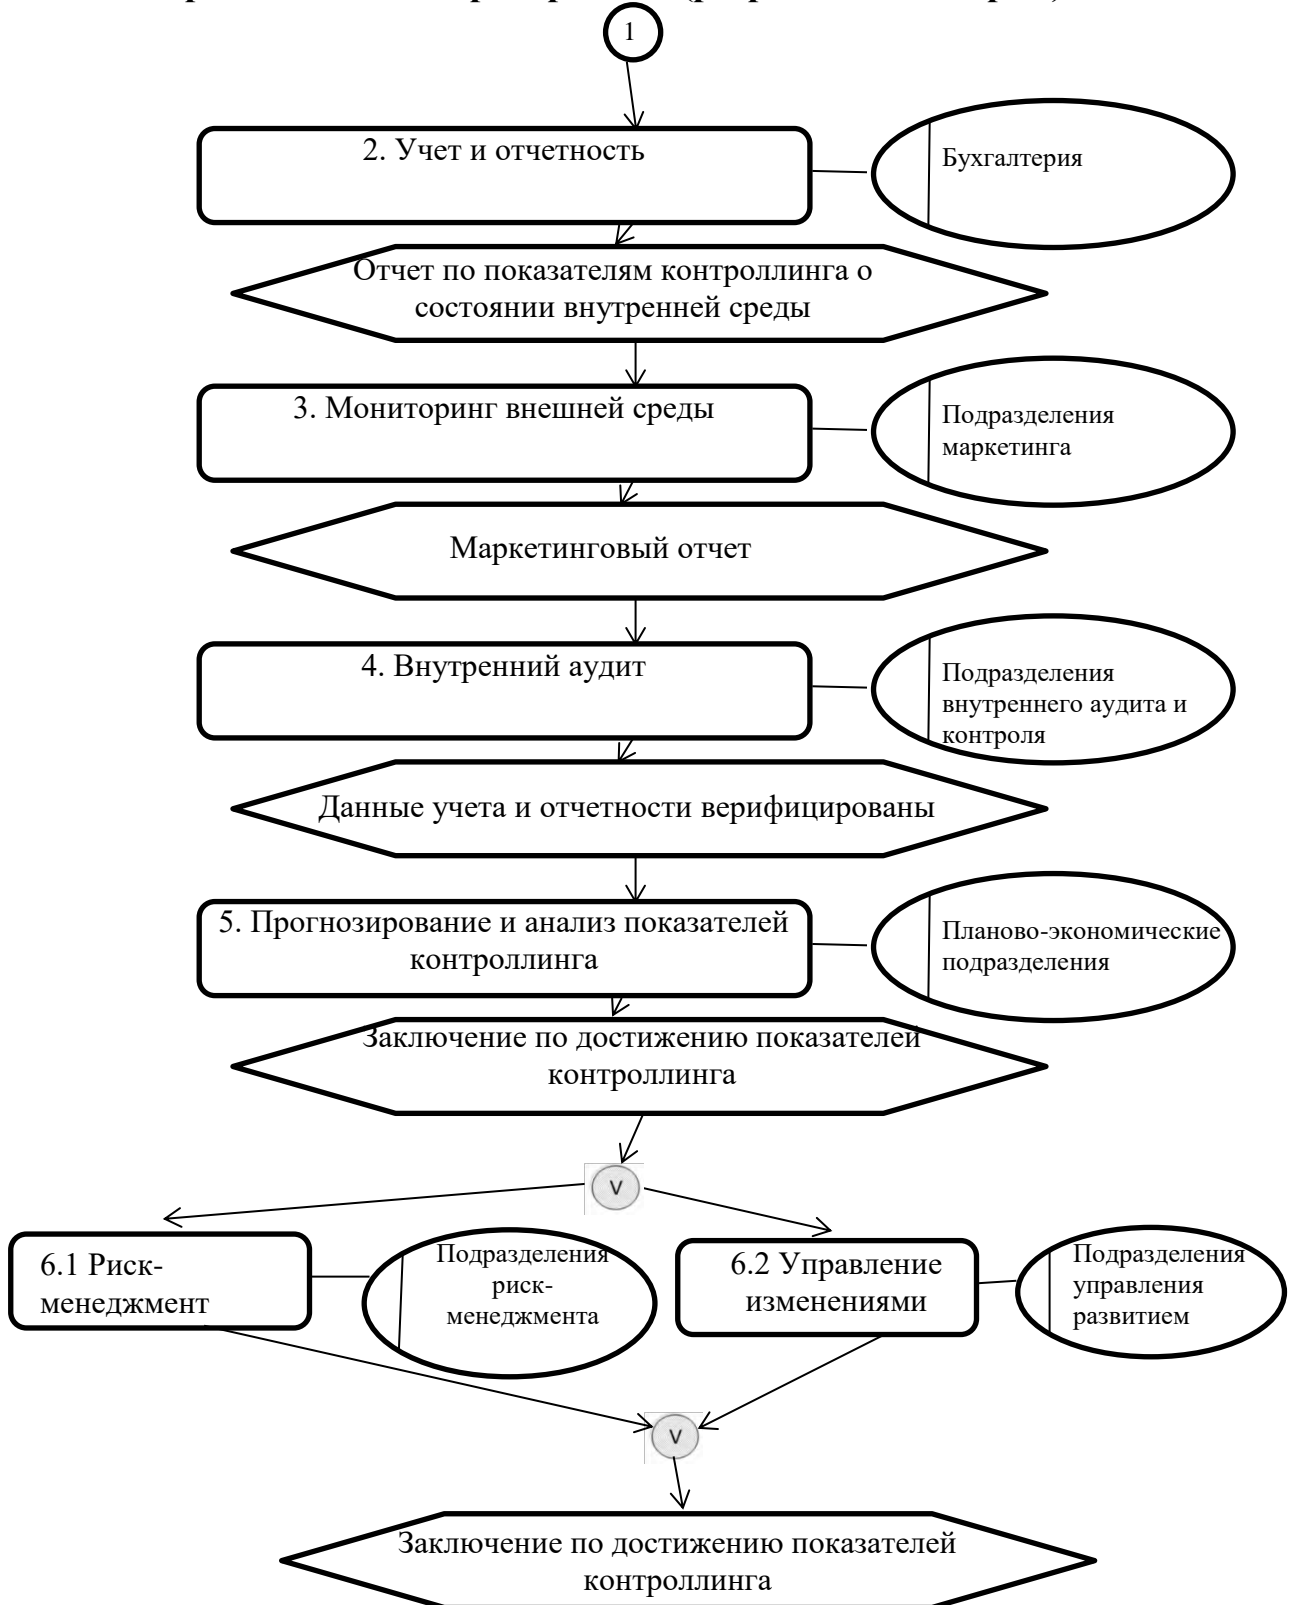 1
2. Учет и отчетность
Бухгалтерия
Отчет по показателям контроллинга о
состоянии внутренней среды
3. Мониторинг внешней среды
Подразделения
маркетинга
Маркетинговый отчет
4. Внутренний аудит
Подразделения
внутреннего аудита и
контроля
Данные учета и отчетности верифицированы
5. Прогнозирование и анализ показателей
контроллинга
Планово-экономические
подразделения
Заключение по достижению показателей
контроллинга
V
6.1 Риск-
менеджмент
Подразделения
риск-
менеджмента
6.2 Управление
изменениями
Подразделения
управления
развитием
V
Заключение по достижению показателей
контроллинга